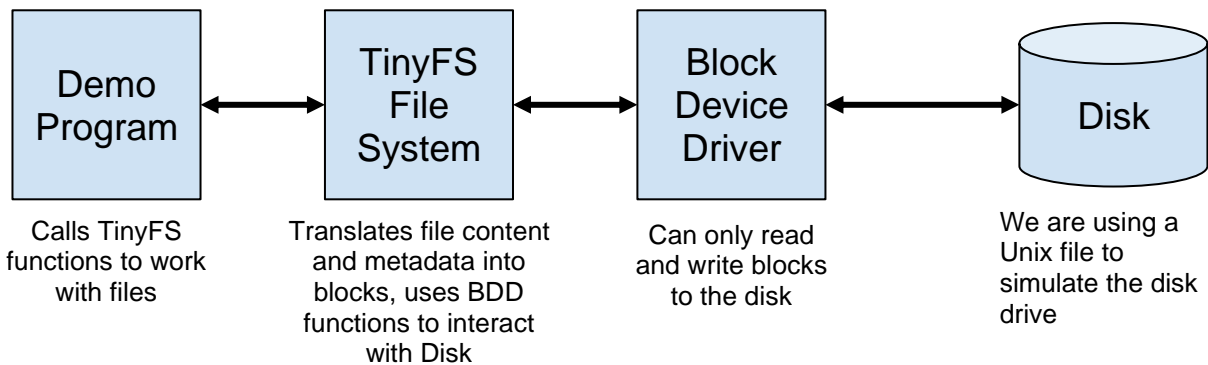 Demo
Program
TinyFS
File
System
Block
Device
Driver
Disk
Calls TinyFS
functions to work
with files
Translates file content
and metadata into
blocks, uses BDD
functions to interact
with Disk
Can only read
and write blocks
to the disk
We are using a
Unix file to
simulate the disk
drive